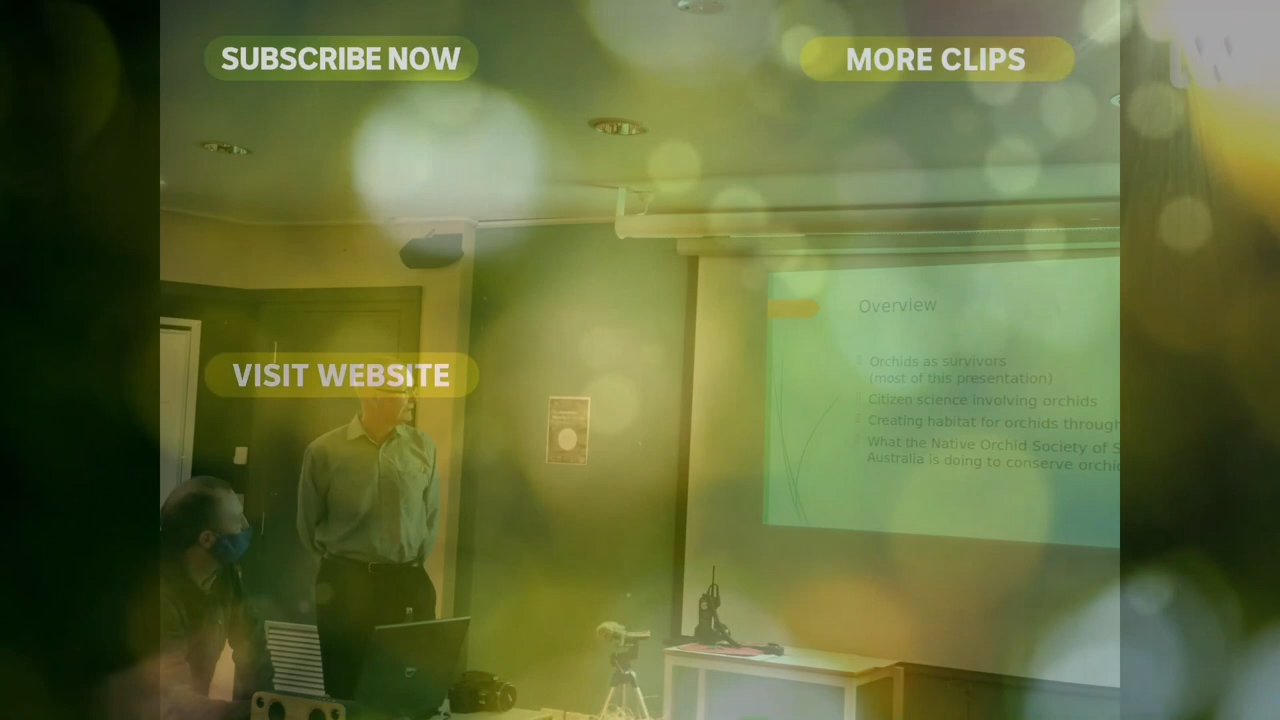 SUBSCRIBE NOW
MORE CLIPS
VISIT WEBSITE
Overview
Orchids as survivors
(most of this presentation)
Citizen science involving orchids
Creating habitat for orchids through
What the Native Orchid Society of S
Australia is doing to conserve orchi